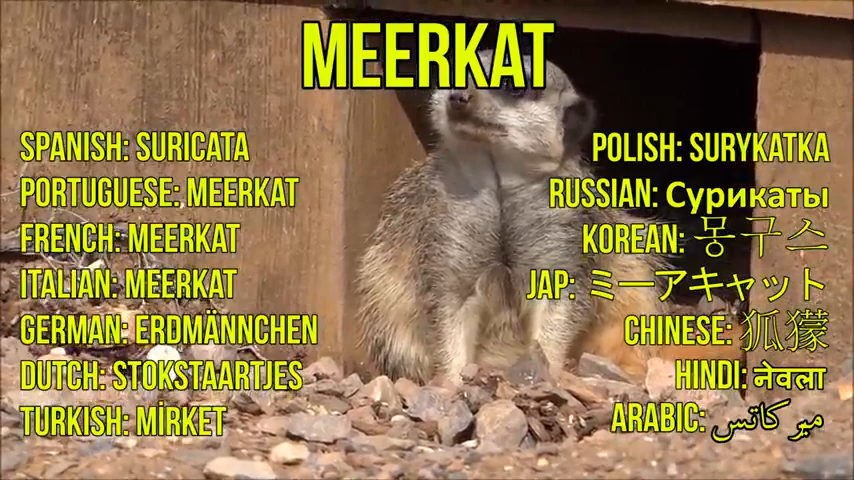 MEERKAT
SPANISH: SURICATA
PORTUGUESE: MEERKAT
FRENCH: MEERKAT
ITALIAN: MEERKAT
GERMAN: ERDMÄNNCHEN
DUTCH: STOKSTAARTJES
TURKISH: MİRKET
POLISH: SURYKATKA
RUSSIAN: Сурикаты
KOREAN: 몽구스
JAP: ミーアキャット
CHINESE: 狐獴
HINDI: नेवला
ARABIC: مير كاتس